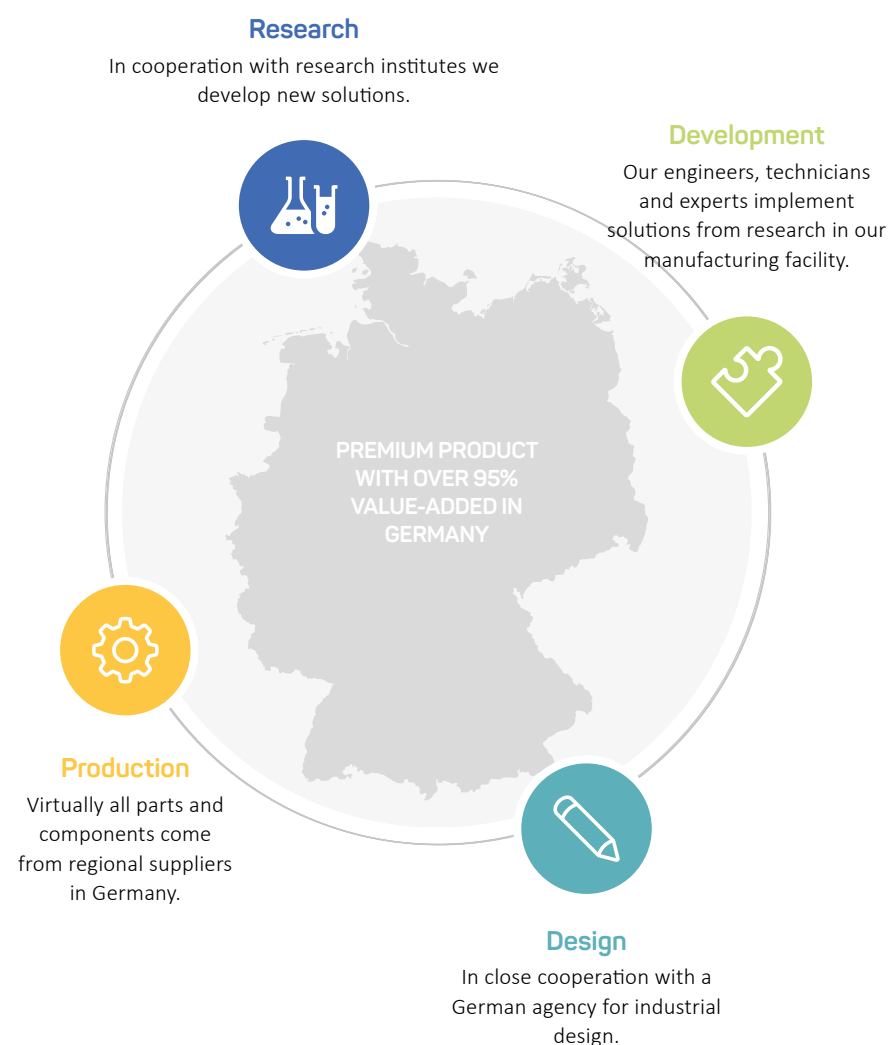 Research
In cooperation with research institutes we
develop new solutions.
Development
Our engineers, technicians
and experts implement
solutions from research in our
manufacturing facility.
PREMIUM PRODUCT
WITH OVER 95%
VALUE-ADDED IN
GERMANY
Production
Virtually all parts and
components come
from regional suppliers
in Germany.
Design
In close cooperation with a
German agency for industrial
design.